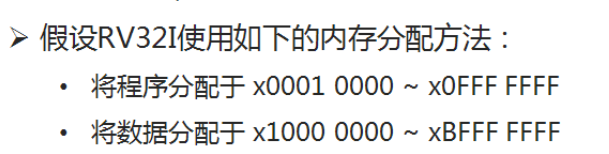 ➢ 假设RV32I使用如下的内存分配方法：
• 将程序分配于 x0001 0000 ~ x0FFF FFFF
• 将数据分配于 x1000 0000 ~ xBFFF FFFF